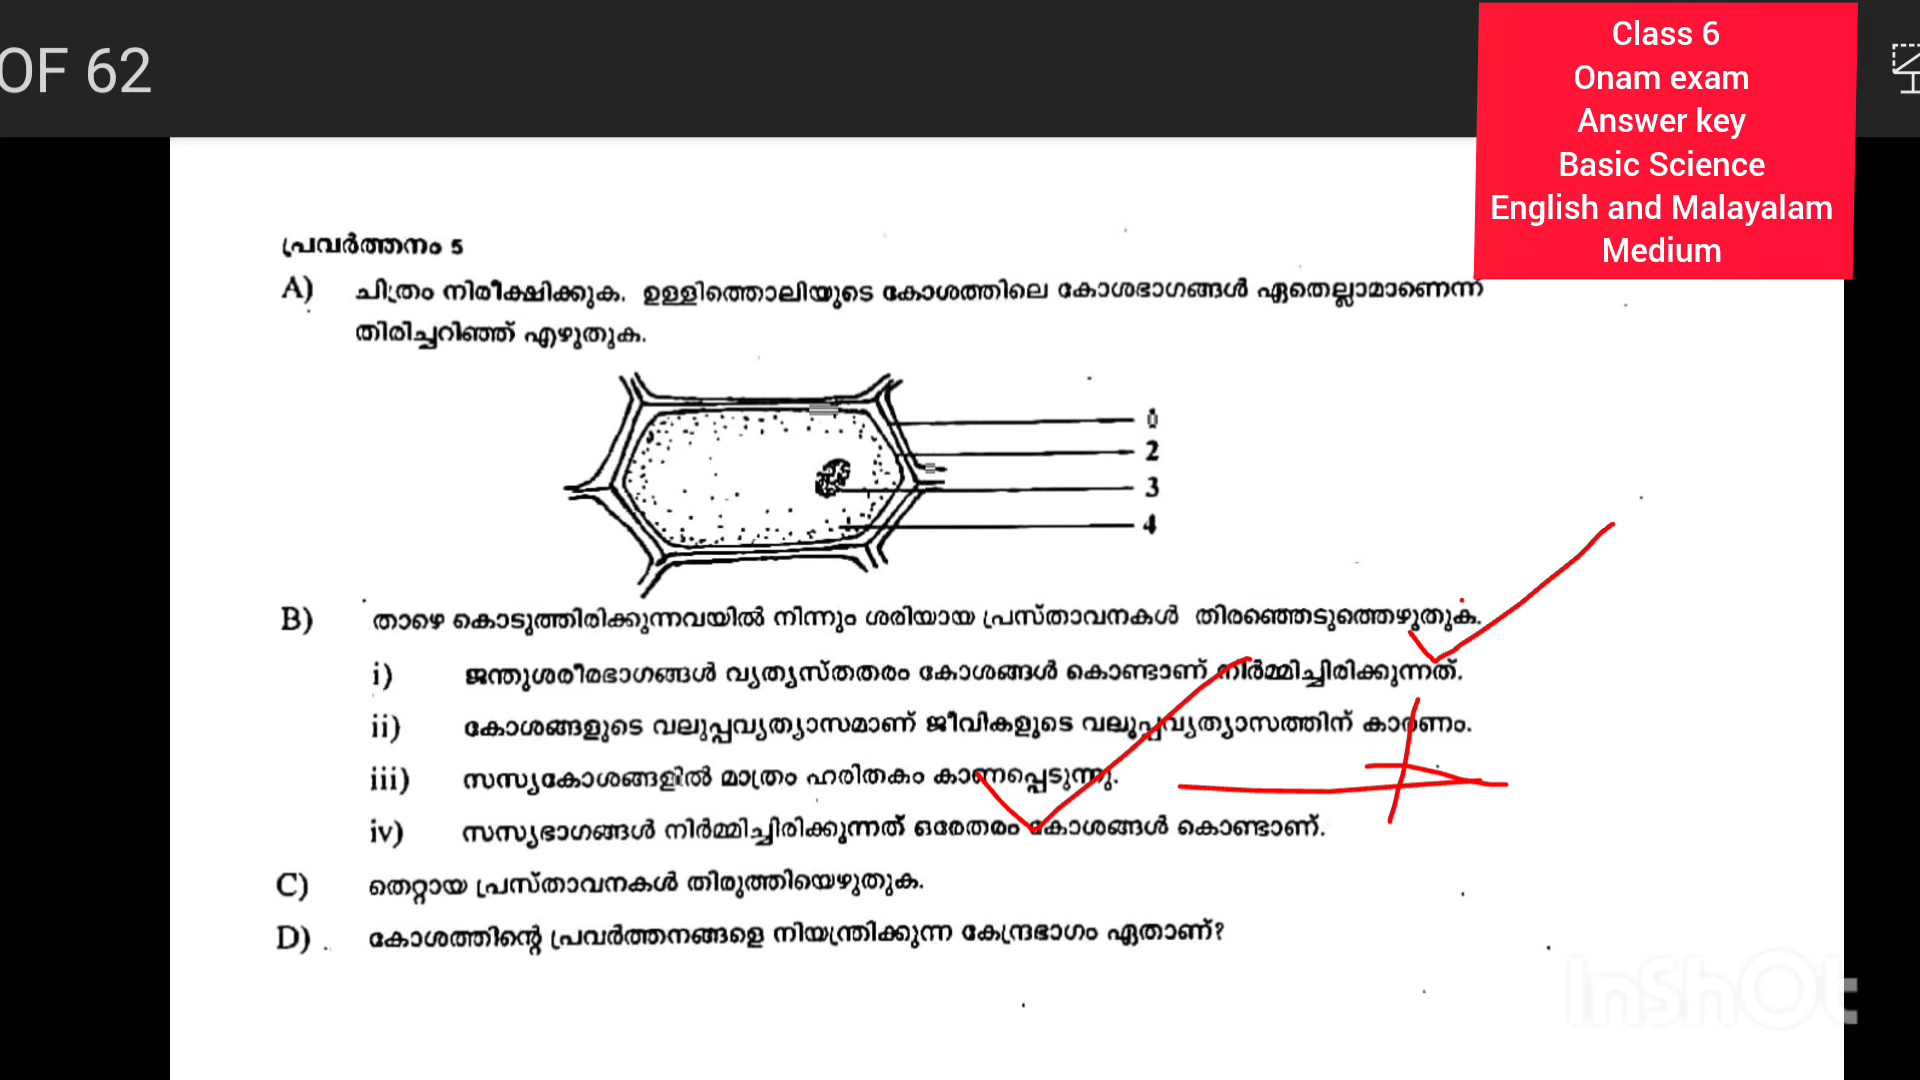 OF 62
Class 6
Onam exam
Answer key
Basic Science
English and Malayalam
Medium
പ്രവർത്തനം 5
A) ചിത്രം നിരീക്ഷിക്കുക. ഉള്ളിത്തൊലിയുടെ കോശത്തിലെ കോശഭാഗങ്ങൾ ഏതെല്ലാമാണെന്ന്
തിരിച്ചറിഞ്ഞ് എഴുതുക.
2
3
4
B) താഴെ കൊടുത്തിരിക്കുന്നവയിൽ നിന്നും ശരിയായ പ്രസ്താവനകൾ തിരഞ്ഞെടുത്തെഴുതുക.
i) ജന്തുശരീരഭാഗങ്ങൾ വ്യത്യസ്തതരം കോശങ്ങൾ കൊണ്ടാണ് നിർമ്മിച്ചിരിക്കുന്നത്.
ii) കോശങ്ങളുടെ വലുപ്പവ്യത്യാസമാണ് ജീവികളുടെ വലുപ്പവ്യത്യാസത്തിന് കാരണം.
iii) സസ്യകോശങ്ങളിൽ മാത്രം ഹരിതകം കാണപ്പെടുന്നു.
iv) സസ്യഭാഗങ്ങൾ നിർമ്മിച്ചിരിക്കുന്നത് ഒരേതരം കോശങ്ങൾ കൊണ്ടാണ്.
C) തെറ്റായ പ്രസ്താവനകൾ തിരുത്തിയെഴുതുക.
D) കോശത്തിന്റെ പ്രവർത്തനങ്ങളെ നിയന്ത്രിക്കുന്ന കേന്ദ്രഭാഗം ഏതാണ്?
InShOt